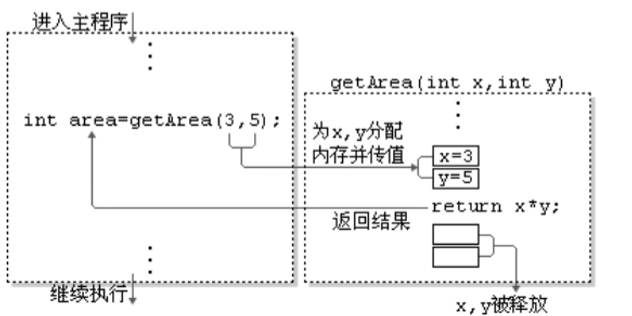 进入主程序
int area=getArea(3,5);
继续执行
getArea(int x,int y)
为x,y分配
内存并传值
x=3
y=5
return x*y;
返回结果
x,y被释放